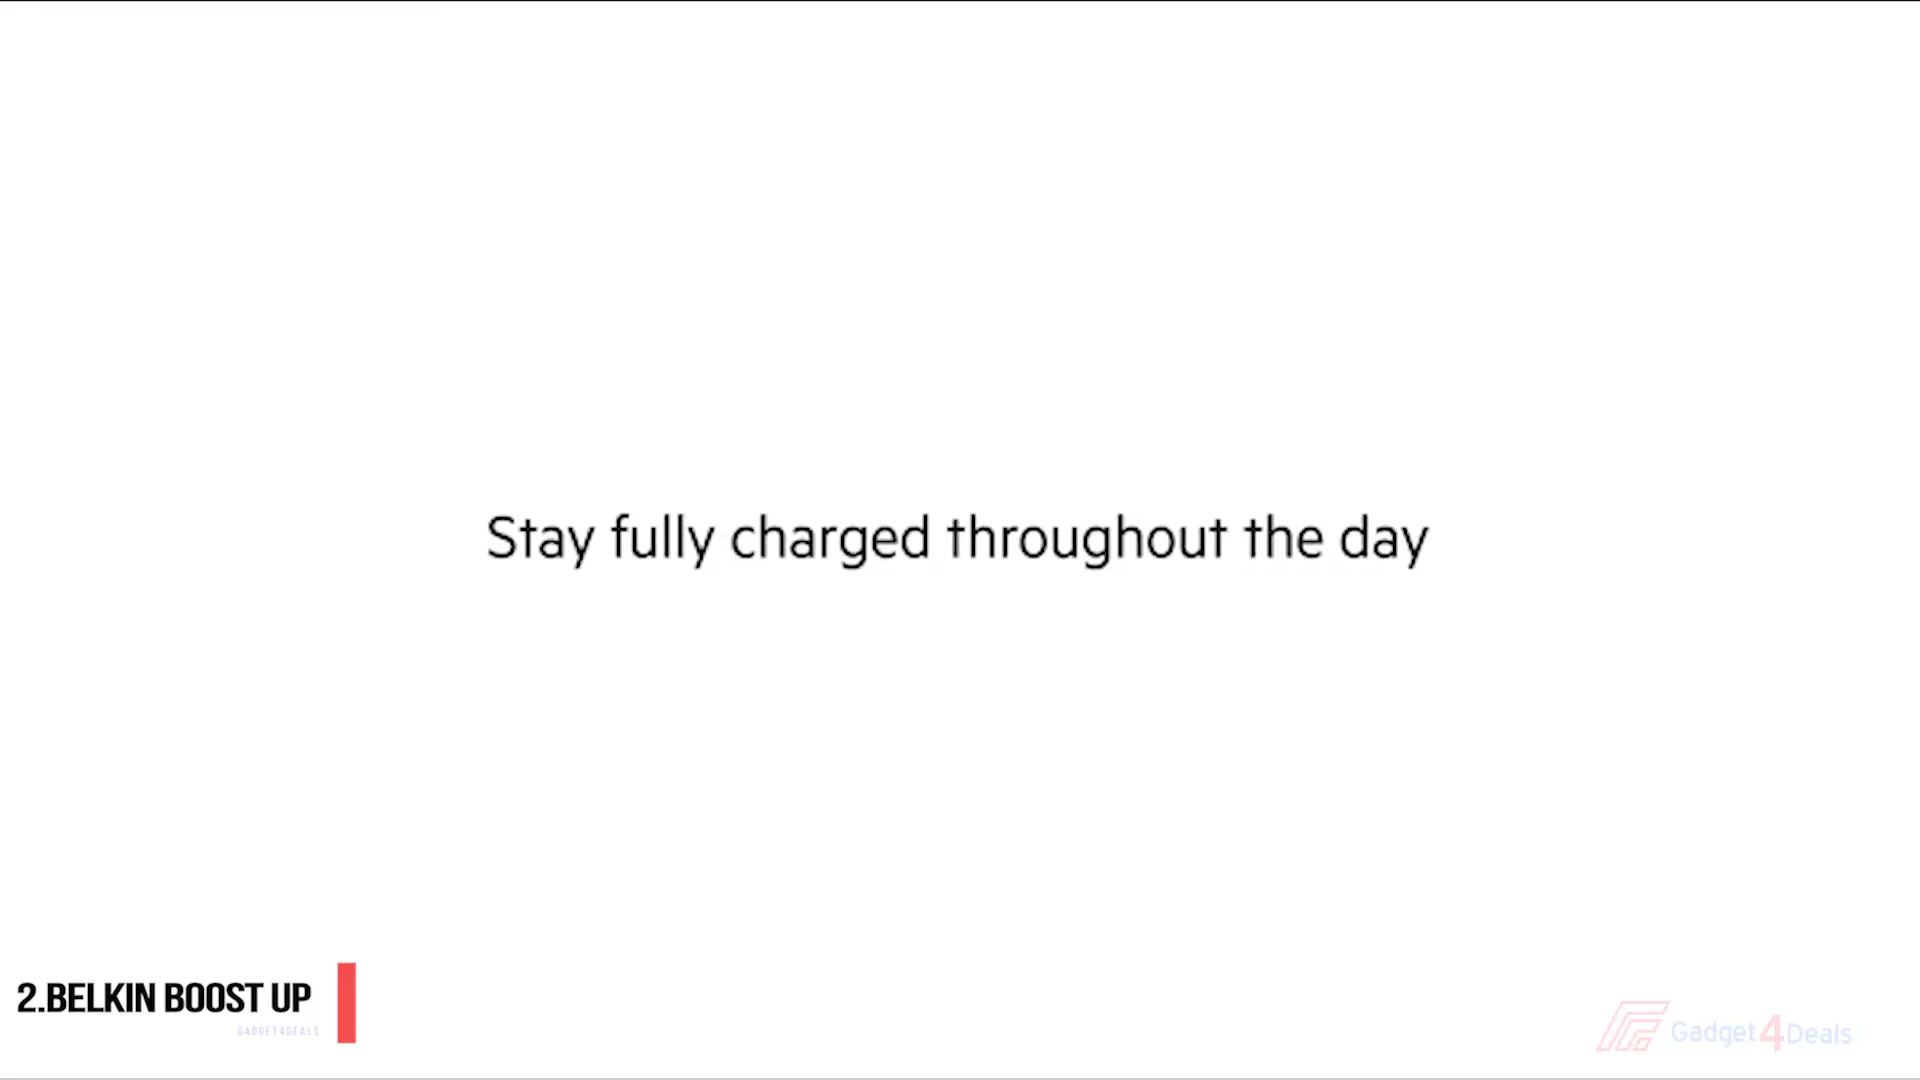 Stay fully charged throughout the day
2.BELKIN BOOST UP
GADGET4DEALS
Gadget4Deals